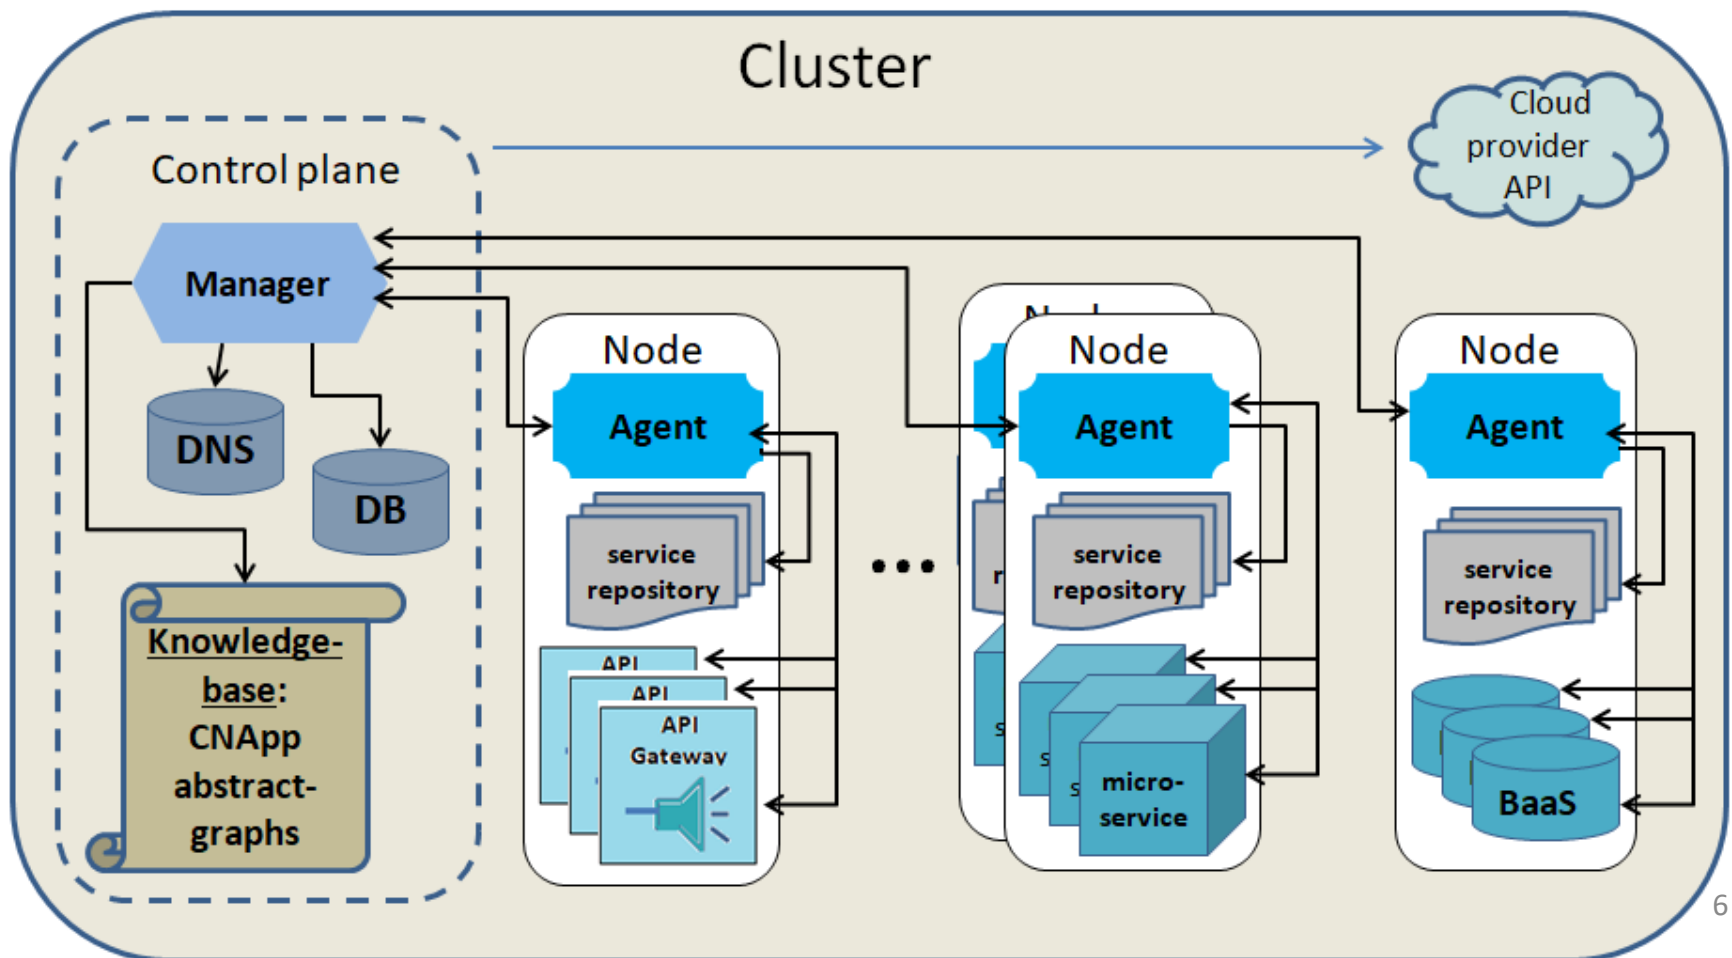 Cluster
Cloud
provider
API
Control plane
Manager
DNS
DB
Knowledge-
base:
CNApp
abstract-
graphs
Node
Agent
service
repository
API
API
API
Gateway
...
Node
Agent
service
repository
micro-
service
Node
Agent
service
repository
BaaS
6